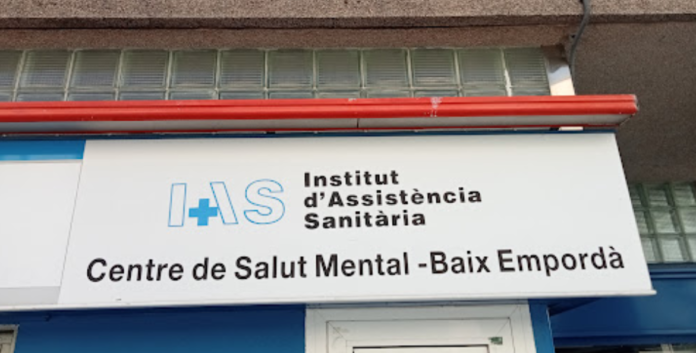 IAS
Institut
d'Assistència
Sanitària
Centre de Salut Mental -Baix Empordà